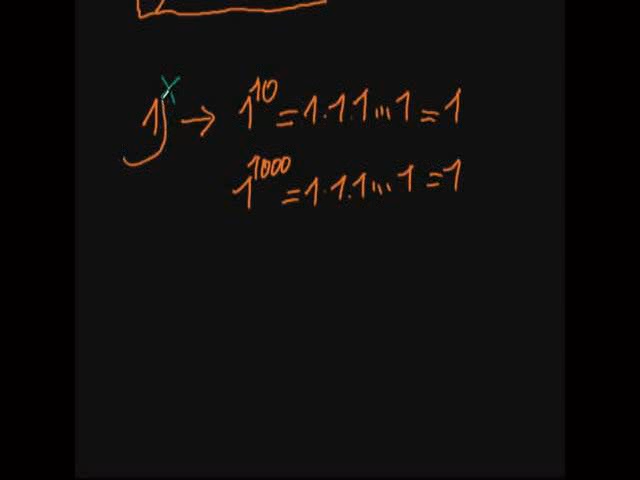 1) → 1^10 = 1·1·1...1 = 1
x
1^1000 = 1·1·1...1 = 1